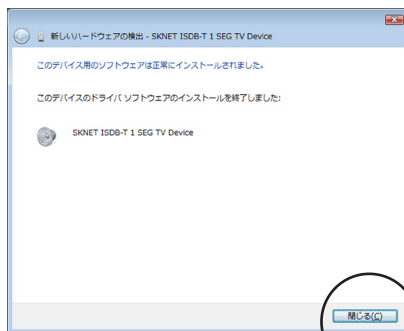 新しいハードウェアの検出 - SKNET ISDB-T 1 SEG TV Device
このデバイス用のソフトウェアは正常にインストールされました。
このデバイスのドライバ ソフトウェアのインストールを終了しました:
SKNET ISDB-T 1 SEG TV Device
閉じる(C)